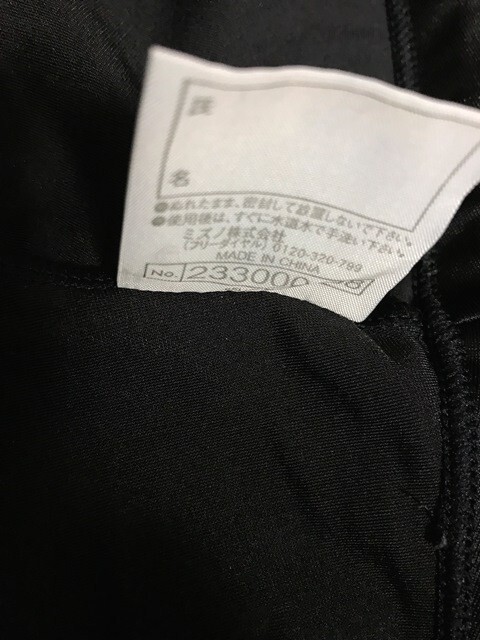 名
●ぬれたまま、密封して放置しないで下さい。
●使用後は、すぐに水道水で手洗い下さい。
ミズノ株式会社
(フリーダイヤル) 0120-320-799
MADE IN CHINA
No. 233000